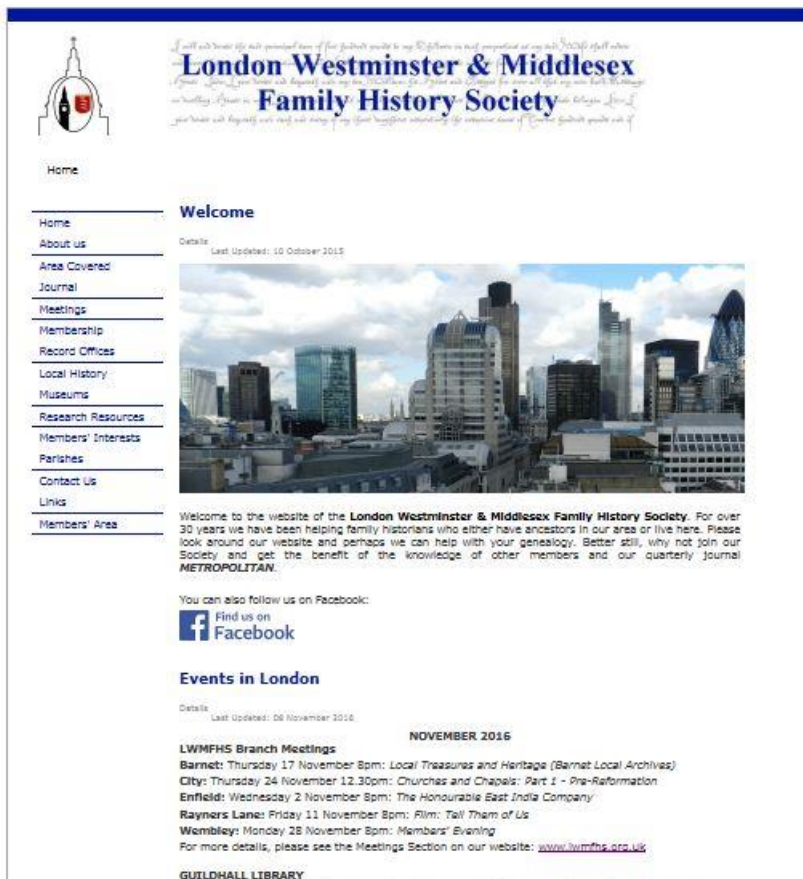 London Westminster & Middlesex
Family History Society
Home
Home
About us
Area Covered
Journal
Meetings
Membership
Record Offices
Local History
Museums
Research Resources
Members' Interests
Parishes
Contact Us
Links
Members' Area
Welcome
Details
Last Updated: 10 October 2015
Welcome to the website of the London Westminster & Middlesex Family History Society. For over
30 years we have been helping family historians who either have ancestors in our area or live here. Please
look around our website and perhaps we can help with your genealogy. Better still, why not join our
Society and get the benefit of the knowledge of other members and our quarterly journal
METROPOLITAN.
You can also follow us on Facebook:
Find us on
Facebook
Events in London
Details
Last Updated: 08 November 2016
NOVEMBER 2016
LWMFHS Branch Meetings
Barnet: Thursday 17 November 8pm: Local Treasures and Heritage (Barnet Local Archives)
City: Thursday 24 November 12.30pm: Churches and Chapels: Part 1 - Pre-Reformation
Enfield: Wednesday 2 November 8pm: The Honourable East India Company
Rayners Lane: Friday 11 November 8pm: Film: Tell Them of Us
Wembley: Monday 28 November 8pm: Members' Evening
For more details, please see the Meetings Section on our website: www.lwmfhs.org.uk
GUILDHALL LIBRARY